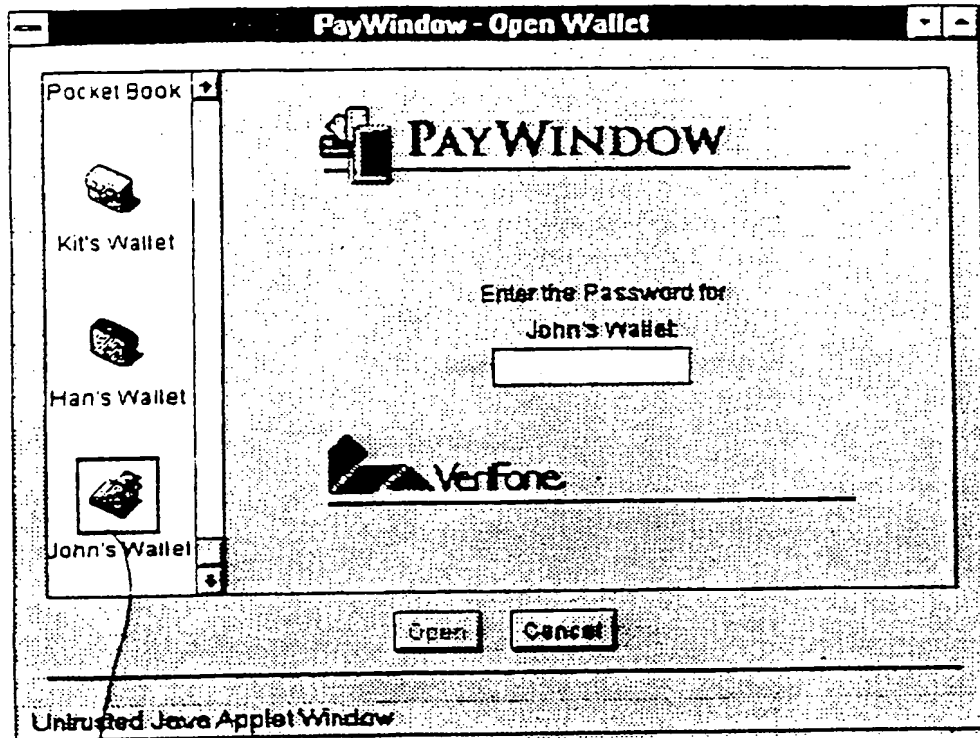 PayWindow - Open Wallet
Pocket Book
Kit's Wallet
Han's Wallet
John's Wallet
PAYWINDOW
Enter the Password for
John's Wallet:
VeriFone
Open
Cancel
Untrusted Java Applet Window